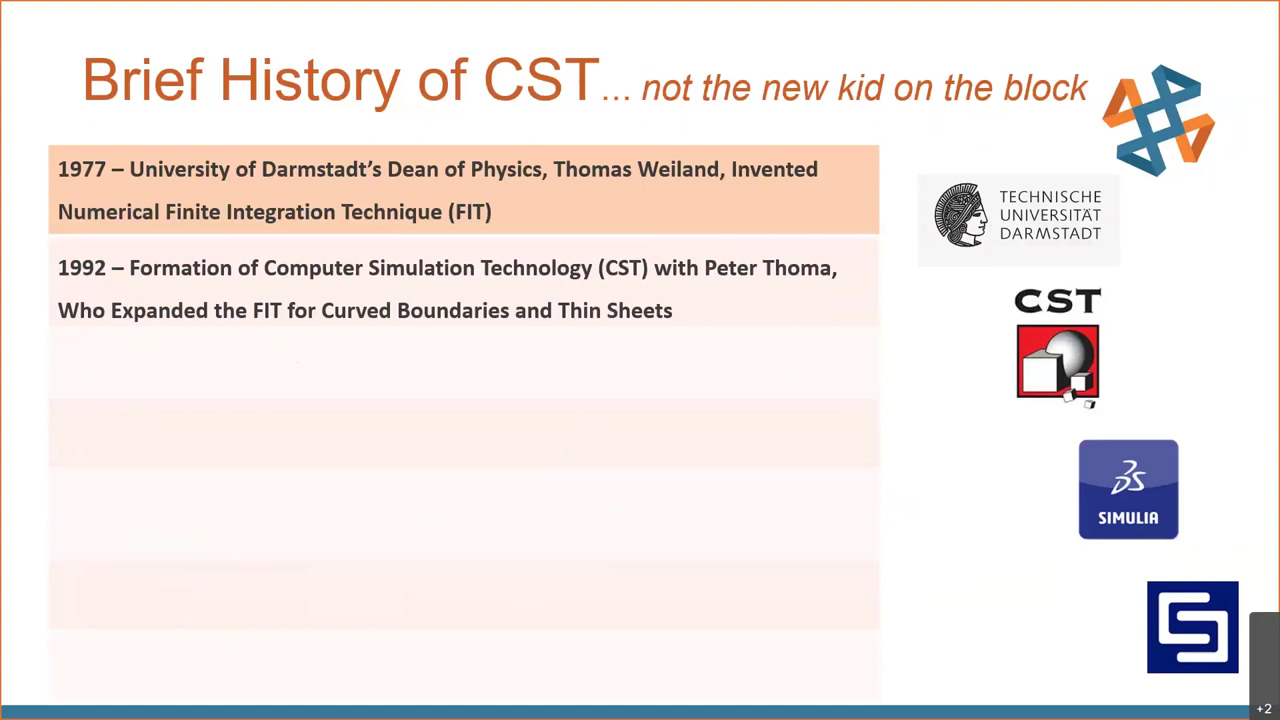 Brief History of CST... not the new kid on the block
1977 – University of Darmstadt’s Dean of Physics, Thomas Weiland, Invented
Numerical Finite Integration Technique (FIT)
1992 – Formation of Computer Simulation Technology (CST) with Peter Thoma,
Who Expanded the FIT for Curved Boundaries and Thin Sheets
TECHNISCHE
UNIVERSITÄT
DARMSTADT
CST
3DS
SIMULIA
+2